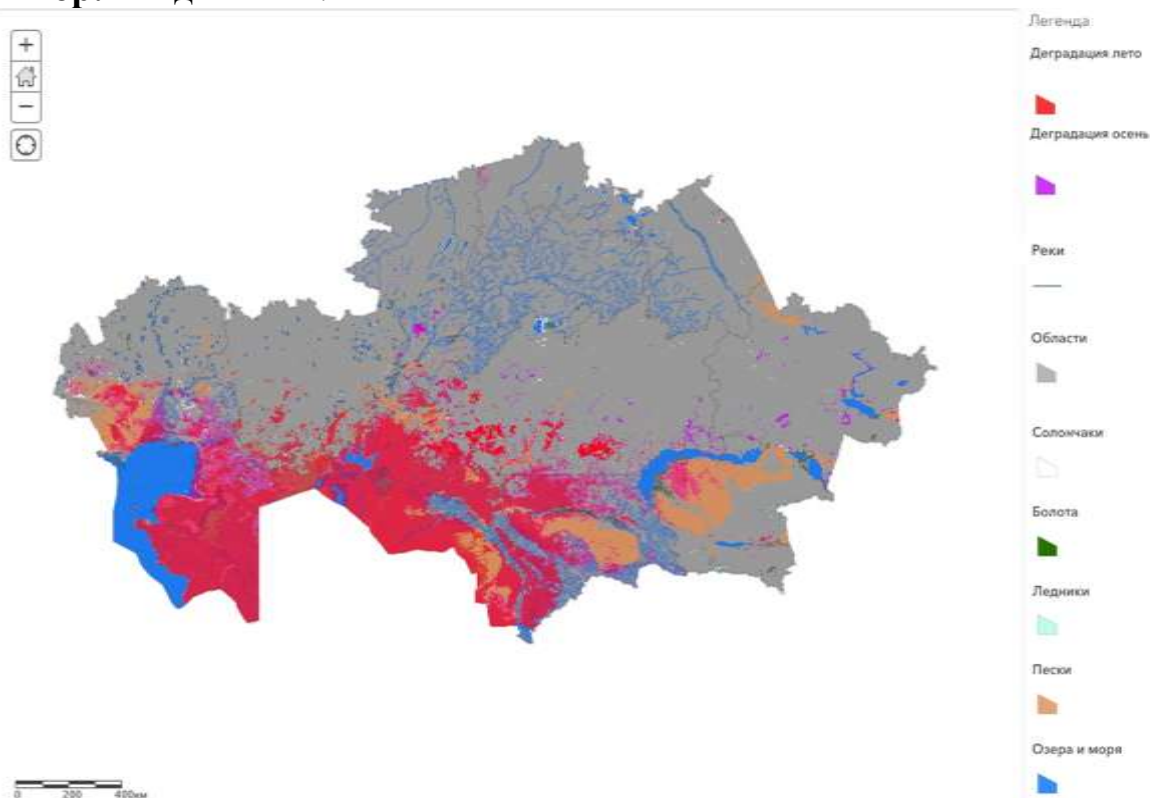 Легенда
Деградация лето
Деградация осень
Реки
Области
Солончаки
Болота
Ледники
Пески
Озера и моря
0 200 400км